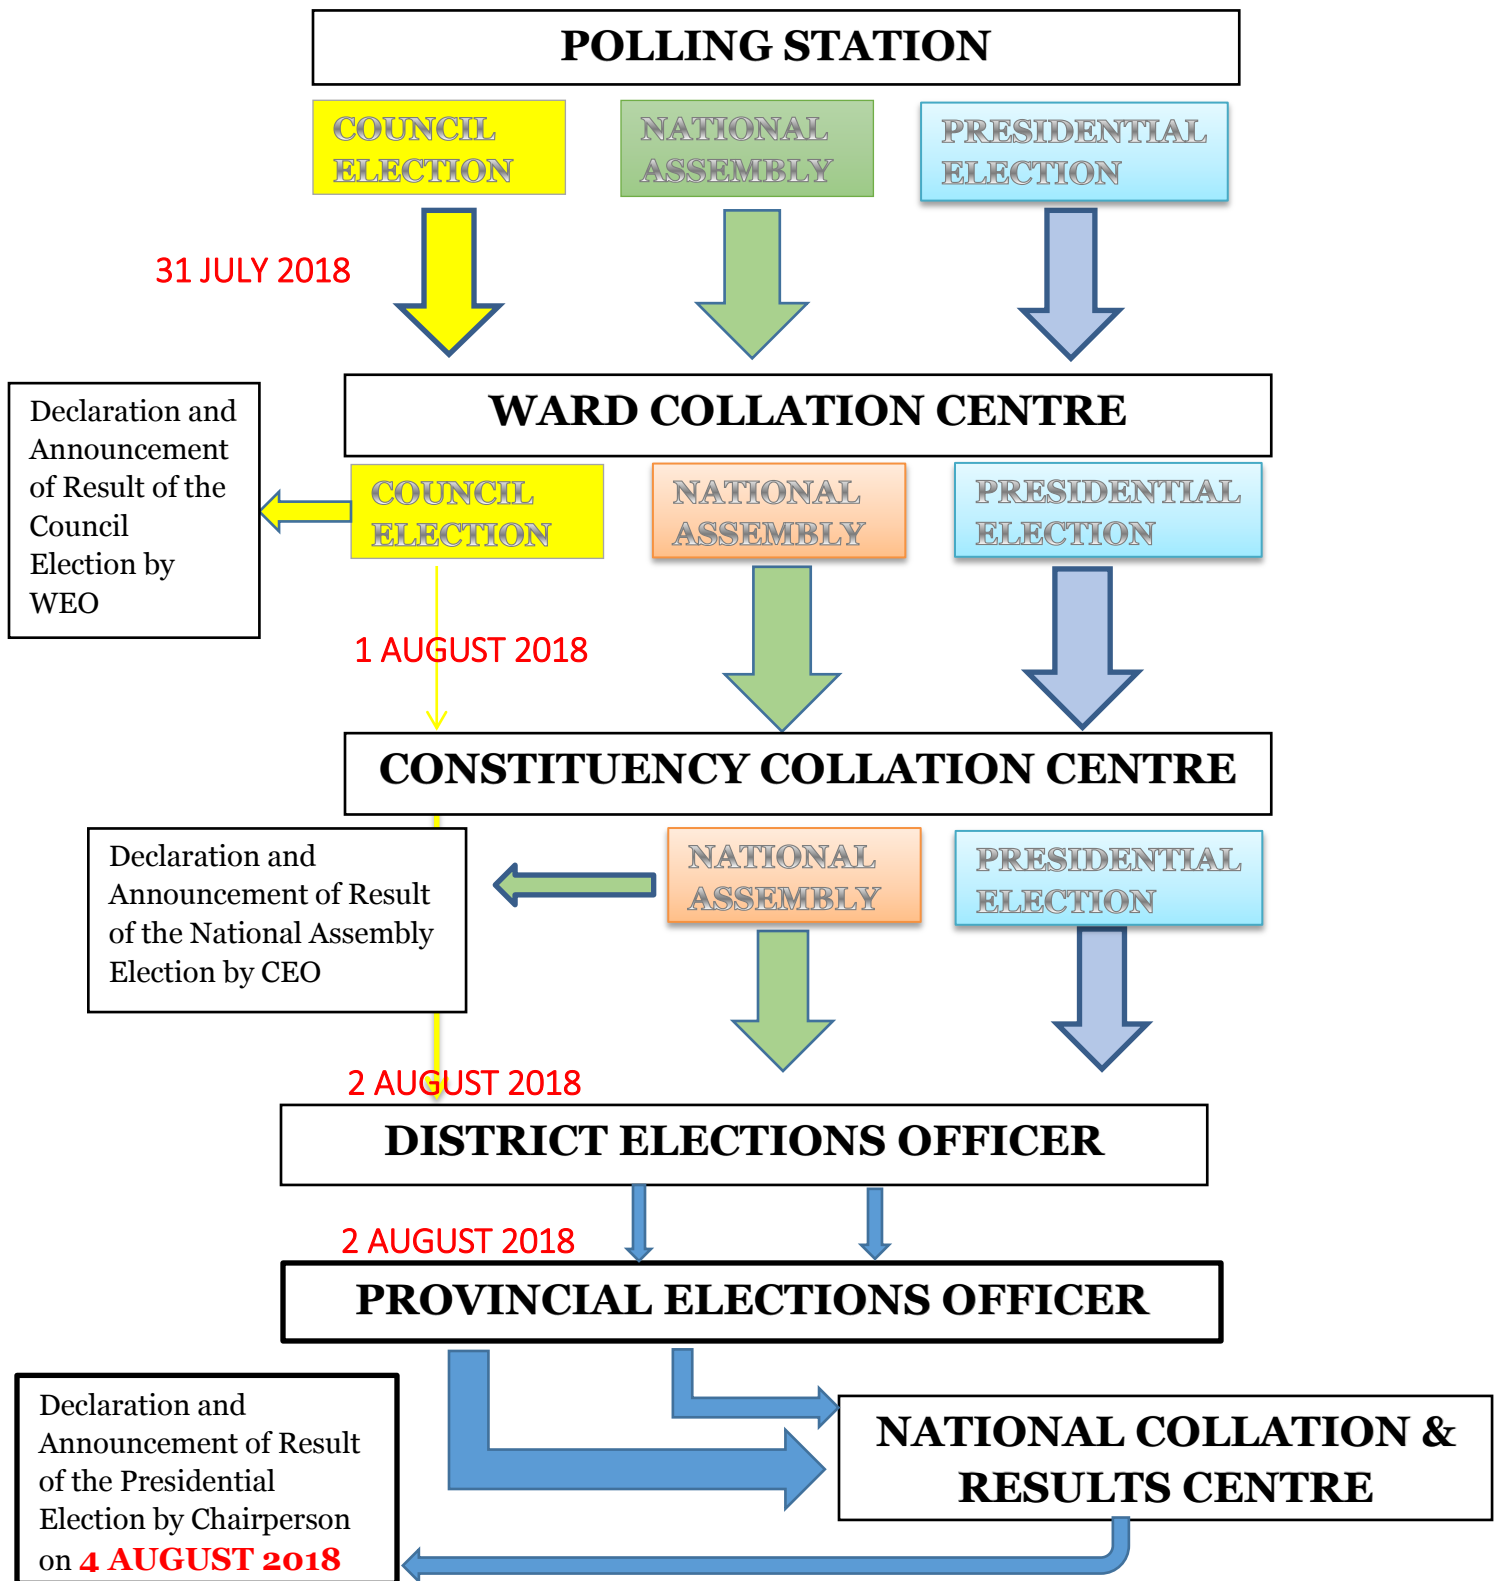 POLLING STATION
COUNCIL
ELECTION
NATIONAL
ASSEMBLY
PRESIDENTIAL
ELECTION
31 JULY 2018
WARD COLLATION CENTRE
Declaration and
Announcement
of Result of the
Council
Election by
WEO
COUNCIL
ELECTION
NATIONAL
ASSEMBLY
PRESIDENTIAL
ELECTION
1 AUGUST 2018
CONSTITUENCY COLLATION CENTRE
Declaration and
Announcement of Result
of the National Assembly
Election by CEO
NATIONAL
ASSEMBLY
PRESIDENTIAL
ELECTION
2 AUGUST 2018
DISTRICT ELECTIONS OFFICER
2 AUGUST 2018
PROVINCIAL ELECTIONS OFFICER
Declaration and
Announcement of Result
of the Presidential
Election by Chairperson
on 4 AUGUST 2018
NATIONAL COLLATION &
RESULTS CENTRE